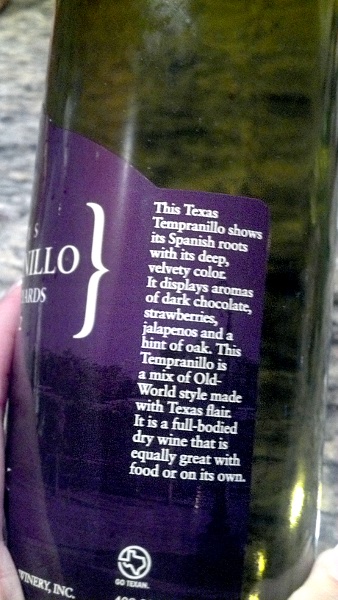 S
NILLO
ARDS
}
This Texas
Tempranillo shows
its Spanish roots
with its deep,
velvety color.
It displays aromas
of dark chocolate,
strawberries,
jalapenos and a
hint of oak. This
Tempranillo is
a mix of Old-
World style made
with Texas flair.
It is a full-bodied
dry wine that is
equally great with
food or on its own.
WINERY, INC.
GO TEXAN.